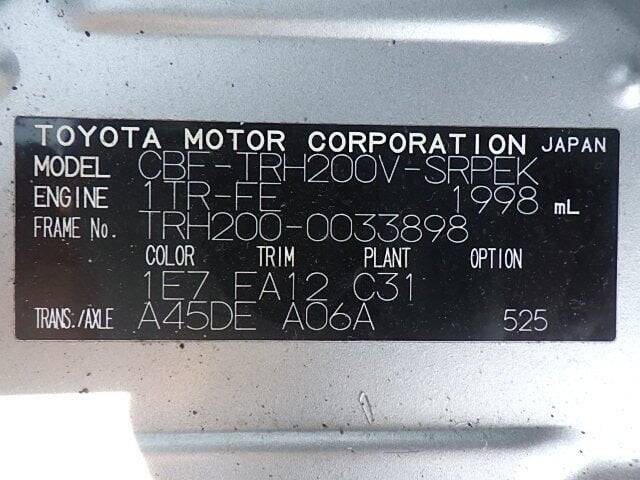 TOYOTA MOTOR CORPORATION JAPAN
MODEL CBF-TRH200V-SRPEK
ENGINE 1TR-FE 1998 mL
FRAME No. TRH200-0033898
COLOR TRIM PLANT OPTION
1E7 FA12 C31
TRANS./AXLE A45DE A06A 525